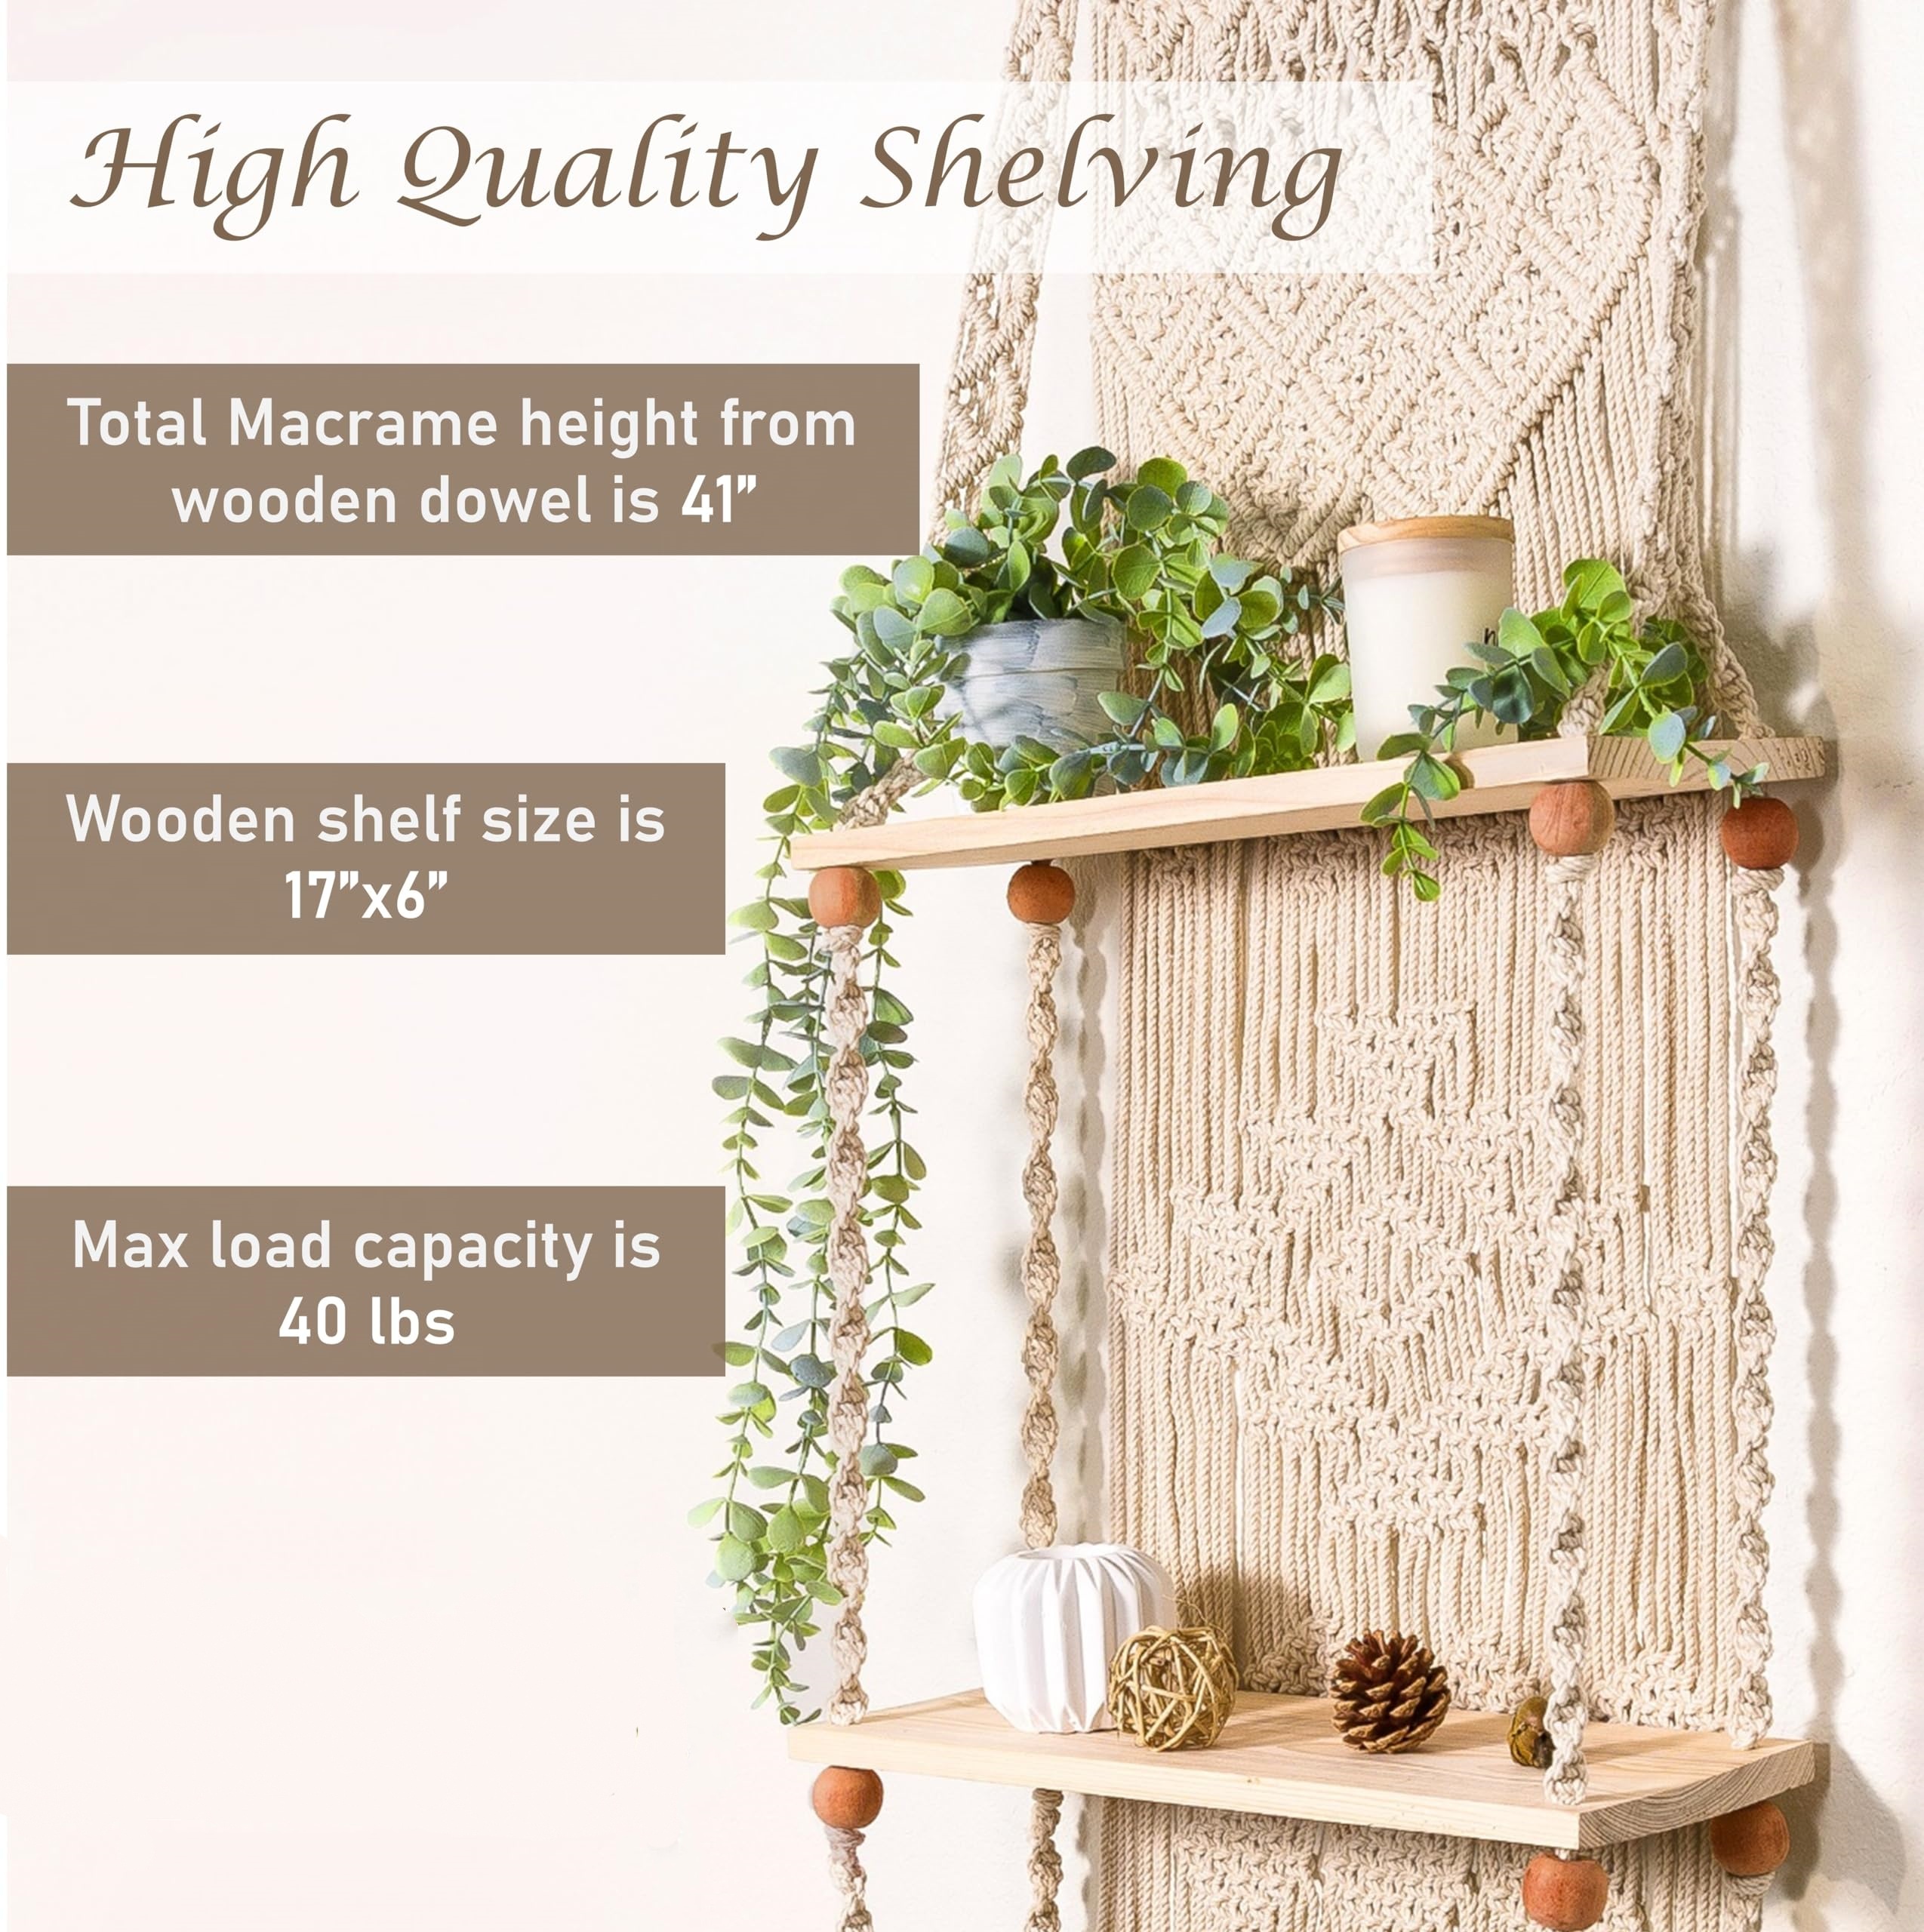 High Quality Shelving
Total Macrame height from
wooden dowel is 41”
Wooden shelf size is
17”x6”
Max load capacity is
40 lbs